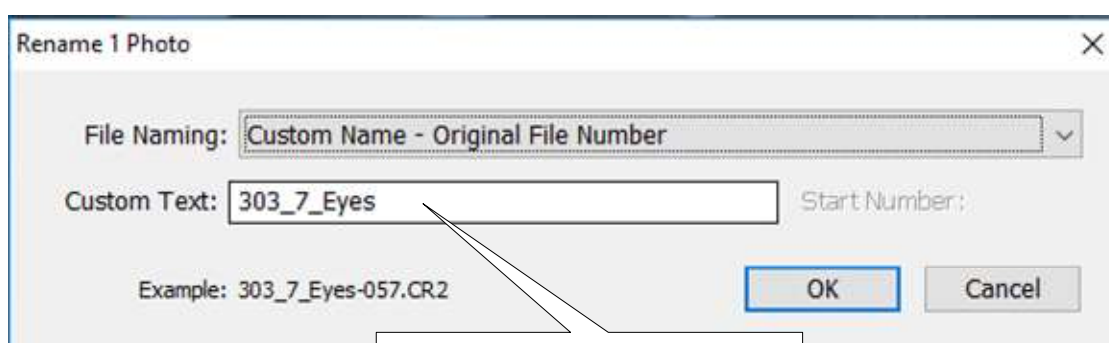 Rename 1 Photo
File Naming: Custom Name - Original File Number
Custom Text: 303_7_Eyes Start Number:
Example: 303_7_Eyes-057.CR2 OK Cancel